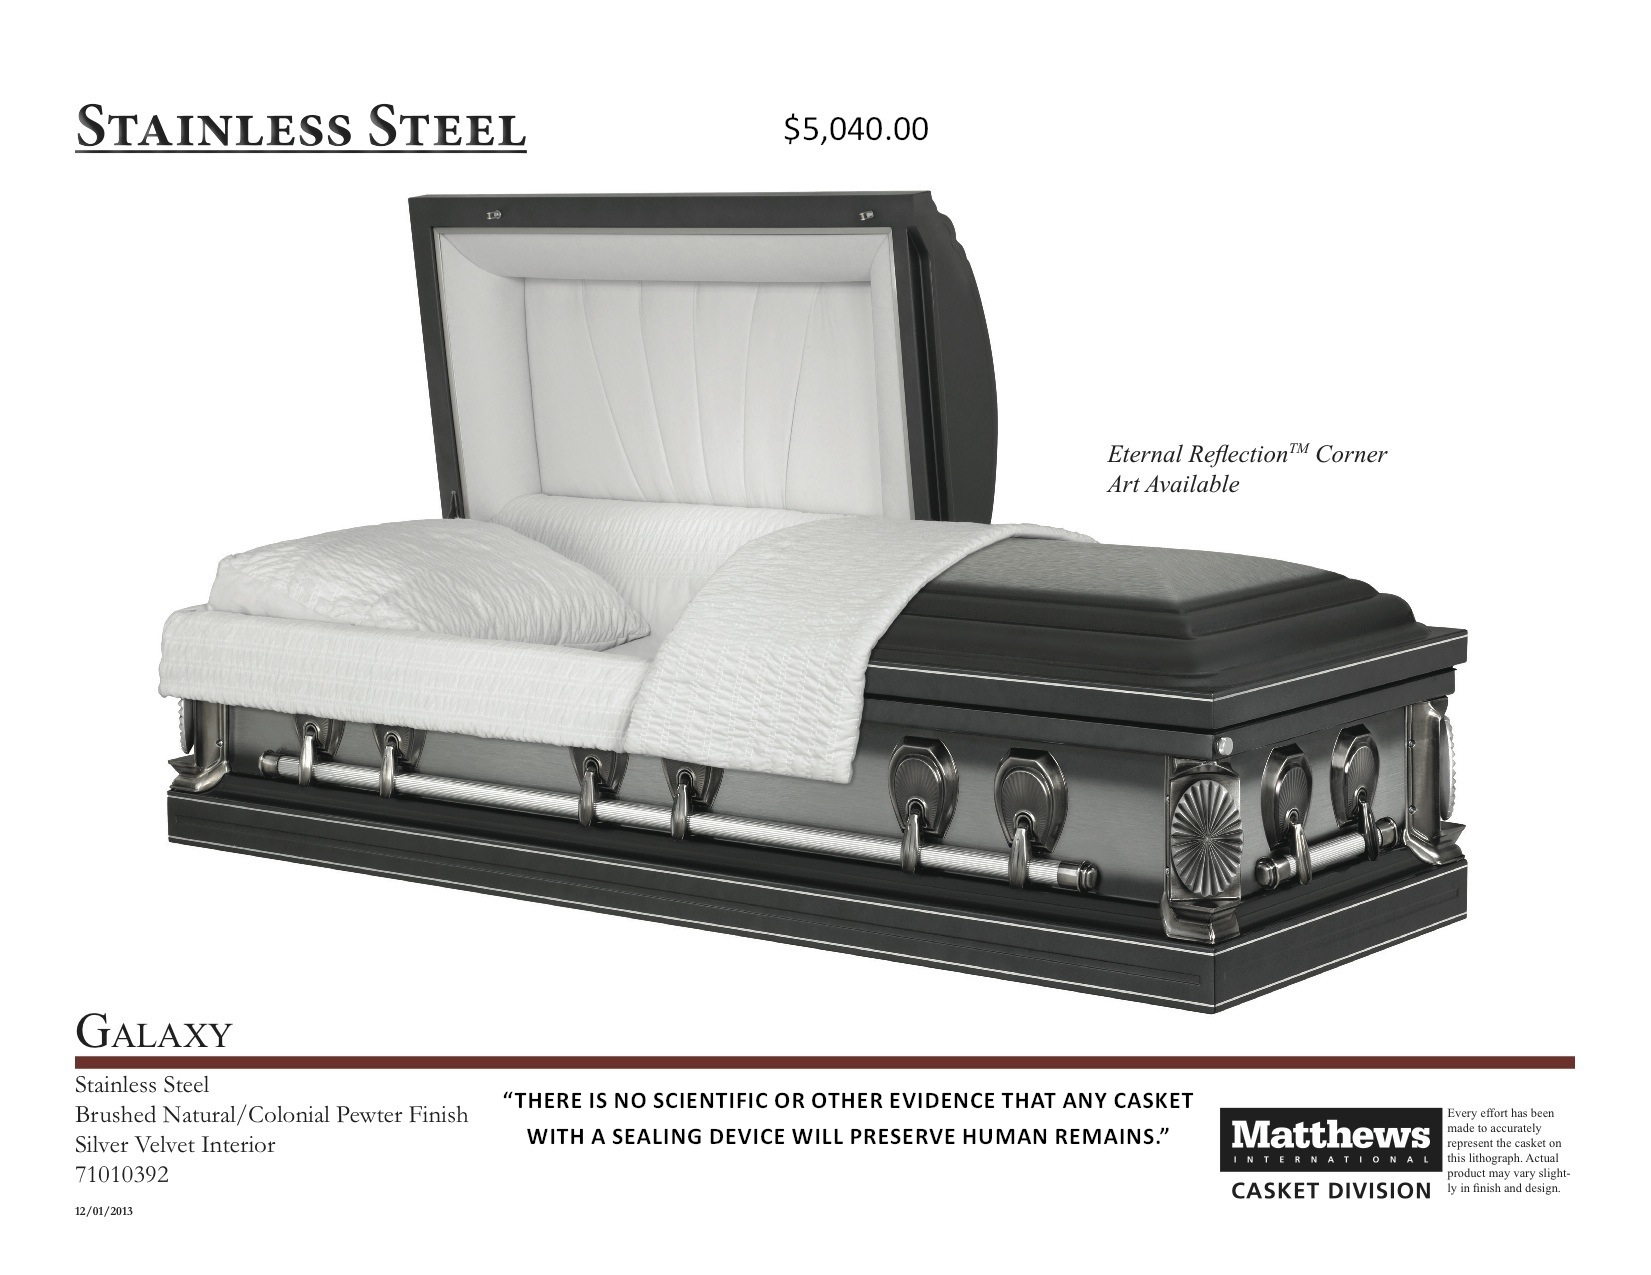 STAINLESS STEEL
$5,040.00
Eternal Reflection™ Corner
Art Available
GALAXY
Stainless Steel
Brushed Natural/Colonial Pewter Finish
Silver Velvet Interior
71010392
12/01/2013
“THERE IS NO SCIENTIFIC OR OTHER EVIDENCE THAT ANY CASKET
WITH A SEALING DEVICE WILL PRESERVE HUMAN REMAINS.”
Matthews
INTERNATIONAL
CASKET DIVISION
Every effort has been
made to accurately
represent the casket on
this lithograph. Actual
product may vary slight-
ly in finish and design.